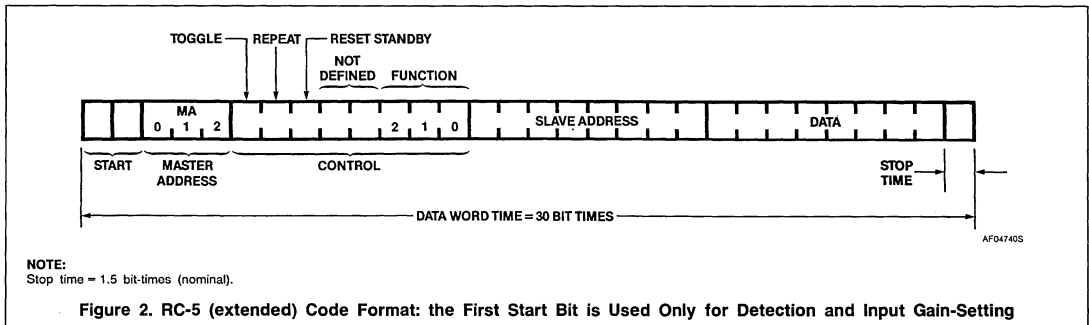 TOGGLE REPEAT RESET STANDBY
NOT
DEFINED FUNCTION
MA
0 1 2 2 1 0 SLAVE ADDRESS DATA
START MASTER
ADDRESS CONTROL STOP
TIME
DATA WORD TIME = 30 BIT TIMES
AF04740S
NOTE:
Stop time = 1.5 bit-times (nominal).
Figure 2. RC-5 (extended) Code Format: the First Start Bit is Used Only for Detection and Input Gain-Setting